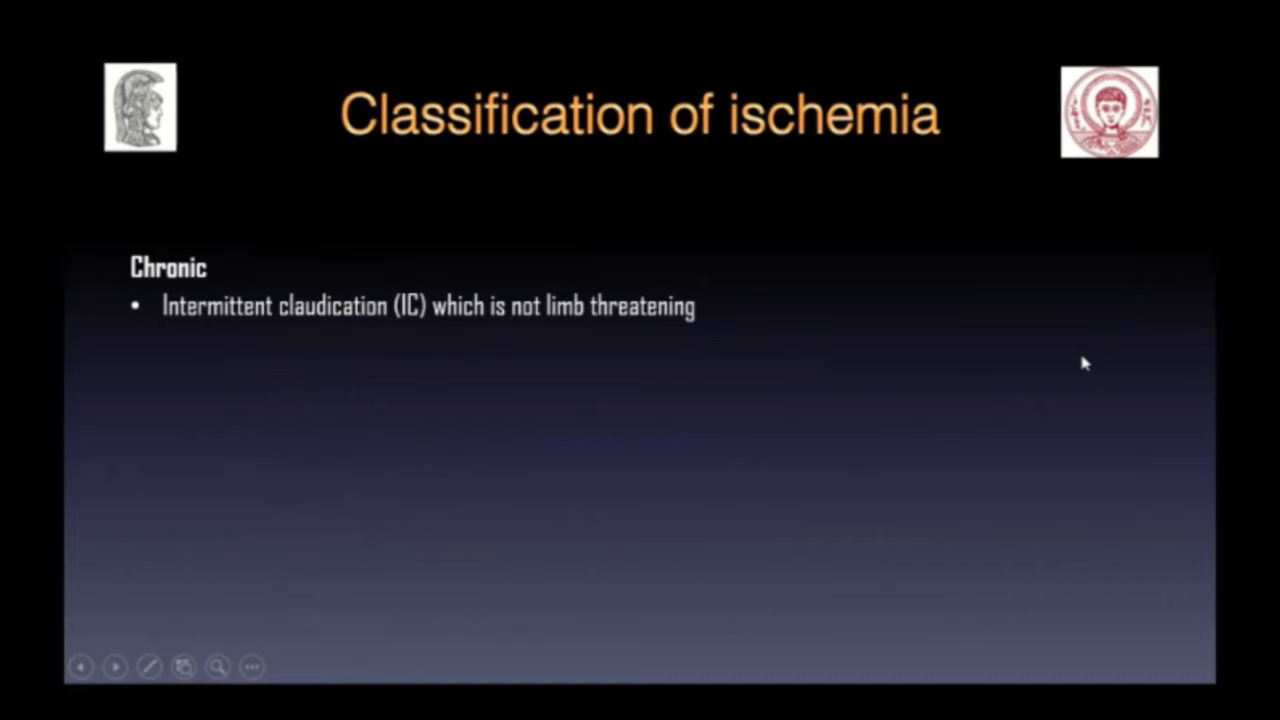 Classification of ischemia
Chronic
• Intermittent claudication (IC) which is not limb threatening